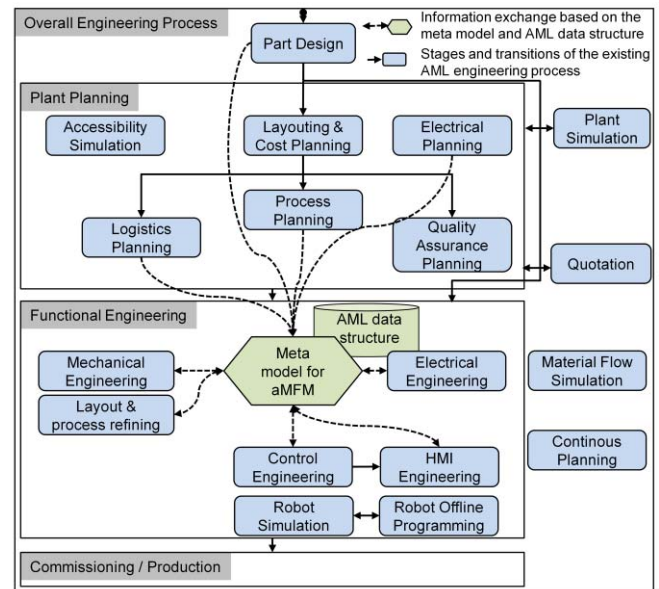 Overall Engineering Process
Information exchange based on the
meta model and AML data structure
Part Design
Stages and transitions of the existing
AML engineering process
Plant Planning
Accessibility
Simulation
Layouting &
Cost Planning
Electrical
Planning
Plant
Simulation
Process
Planning
Logistics
Planning
Quality
Assurance
Planning
Quotation
Functional Engineering
AML data
structure
Meta
model for
aMFM
Mechanical
Engineering
Electrical
Engineering
Material Flow
Simulation
Layout &
process refining
Control
Engineering
HMI
Engineering
Continous
Planning
Robot
Simulation
Robot Offline
Programming
Commissioning / Production